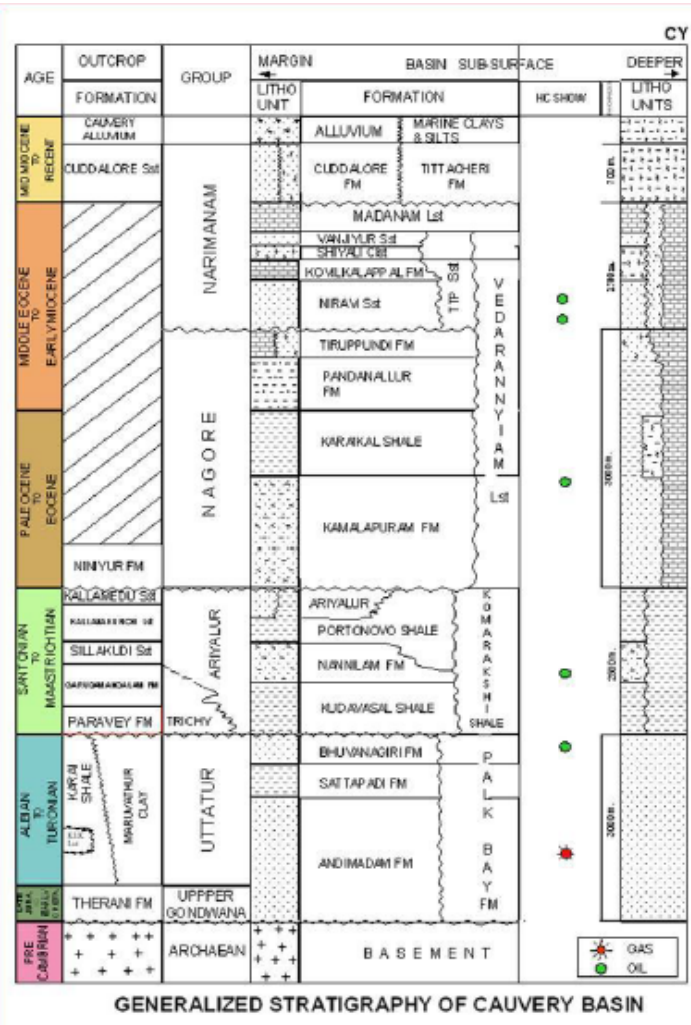 CY
AGE
OUTCROP
FORMATION
GROUP
MARGIN
BASIN SUB-SURFACE
DEEPER
LITHO
UNIT
FORMATION
HC SHOW
LITHO
UNITS
MID MIOCENE
TO
RECENT
CAUVERY
ALLUVIUM
CUDDALORE Sst
ALLUVIUM
MARINE CLAYS
& SILTS
CUDDALORE
FM
TITTACHERI
FM
700m.
MIDDLE EOCENE
TO
EARLY MIOCENE
NARIMANAM
MADANAM Lst
VANJIYUR Sst
SHIYALI Clst
KOVILKALAPPAL FM
NIRAVI Sst
TTP Sst
VEDARANNYIAM
Lst
TIRUPPUNDI FM
PANDANALLUR
FM
PALEOCENE
TO
EOCENE
NAGORE
KARAIKAL SHALE
KAMALAPURAM FM
3000m.
NINIYUR FM
SANTONIAN
TO
MAASTRICHTIAN
KALLAMEDU Sst
SILLAKUDI Sst
PARAVEY FM
ARIYALUR
TRICHY
ARIYALUR
PORTONOVO SHALE
NANNILAM FM
KUDAVASAL SHALE
KOMARAKSHI
SHALE
ALBIAN
TO
TURONIAN
KARAI
SHALE
MARUVATHUR
CLAY
UTTATUR
BHUVANAGIRI FM
SATTAPADI FM
ANDIMADAM FM
PALK BAY
FM
3000m.
THERANI FM
UPPPER
GONDWANA
PRE
CAMBRIAN
ARCHAEAN
BASEMENT
GAS
OIL
GENERALIZED STRATIGRAPHY OF CAUVERY BASIN